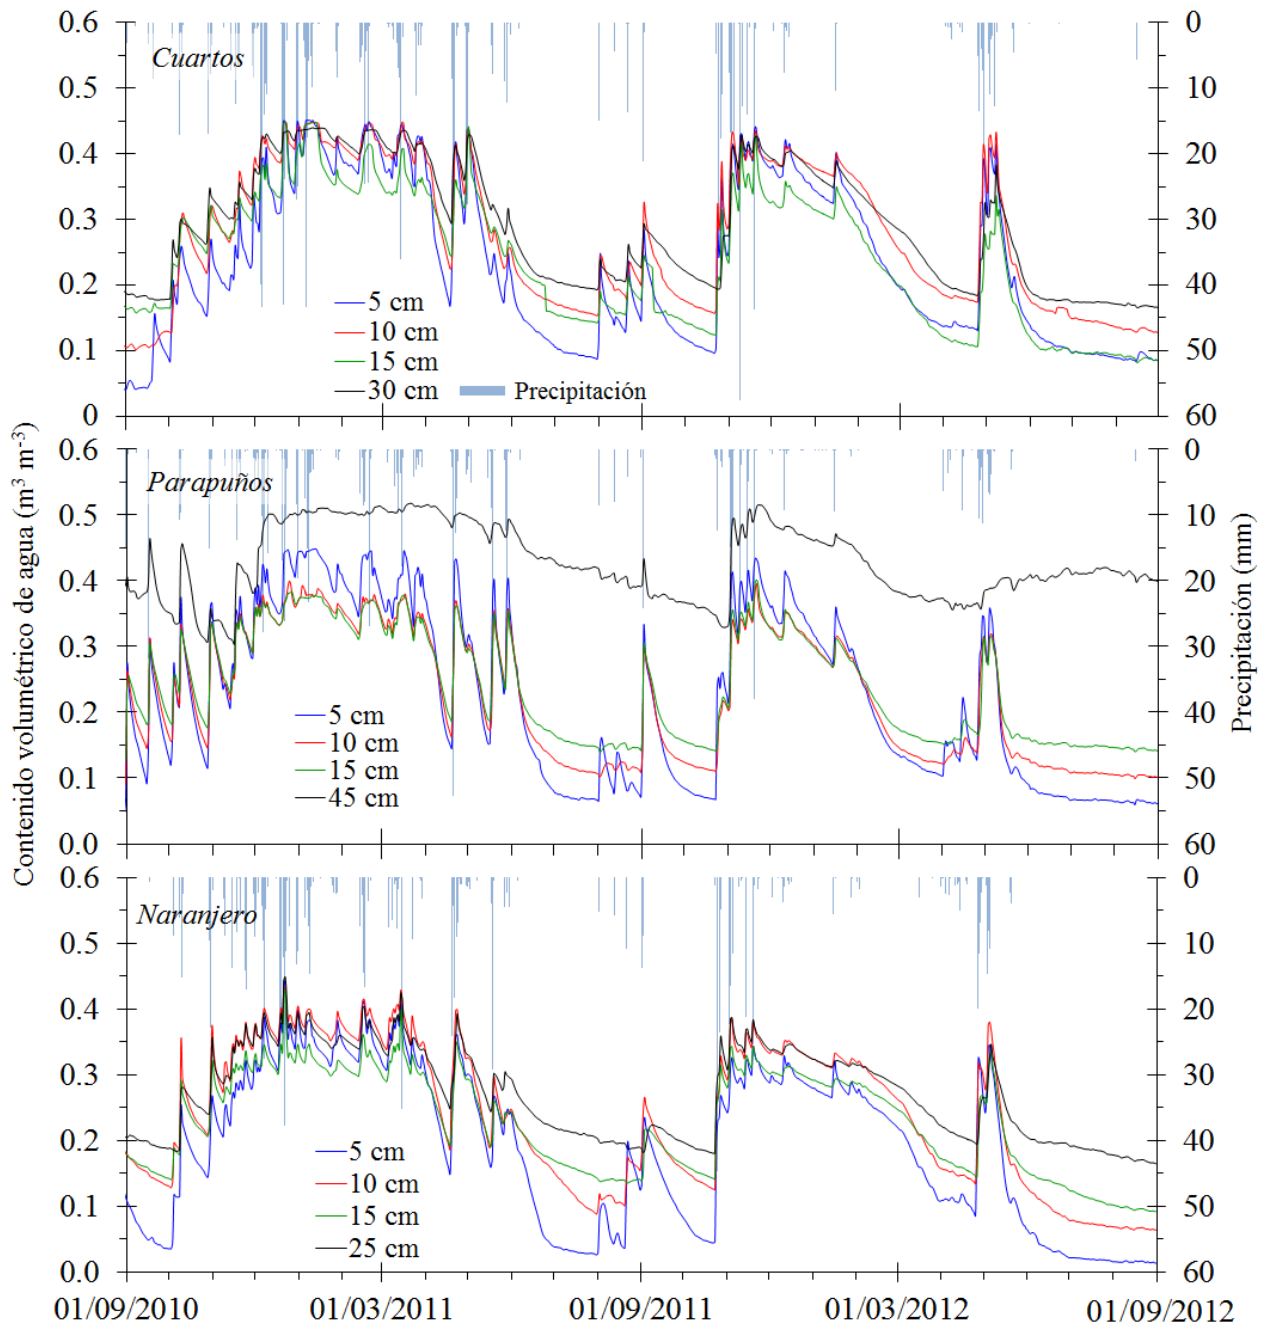 Contenido volumétrico de agua (m³ m⁻³)
Precipitación (mm)
Cuartos
0.6
0.5
0.4
0.3
0.2
0.1
0
0
10
20
30
40
50
60
5 cm
10 cm
15 cm
30 cm
Precipitación
Parapuños
0.6
0.5
0.4
0.3
0.2
0.1
0.0
0
10
20
30
40
50
60
5 cm
10 cm
15 cm
45 cm
Naranjero
0.6
0.5
0.4
0.3
0.2
0.1
0.0
0
10
20
30
40
50
60
5 cm
10 cm
15 cm
25 cm
01/09/2010
01/03/2011
01/09/2011
01/03/2012
01/09/2012